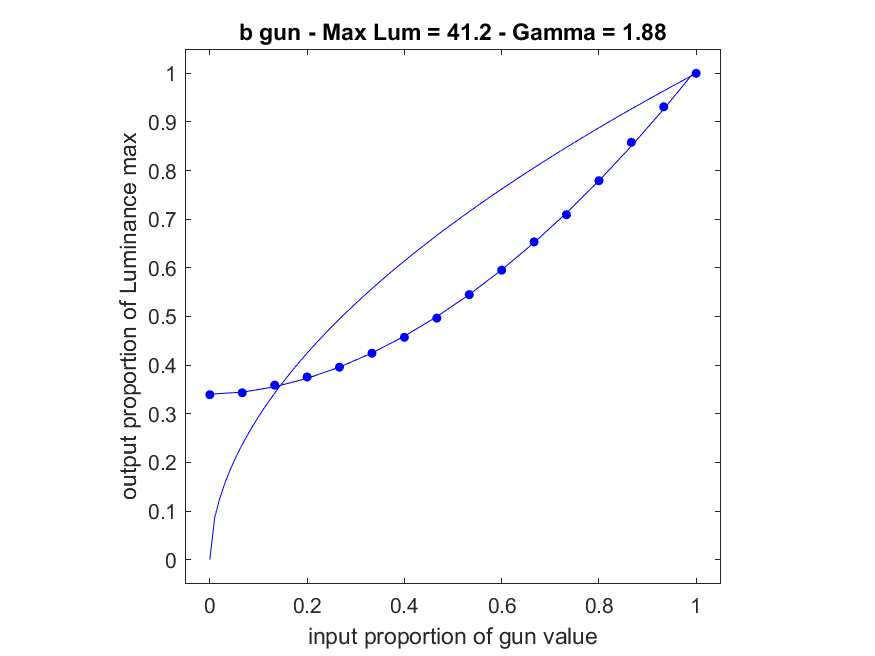 b gun - Max Lum = 41.2 - Gamma = 1.88
output proportion of Luminance max
1
0.9
0.8
0.7
0.6
0.5
0.4
0.3
0.2
0.1
0
0 0.2 0.4 0.6 0.8 1
input proportion of gun value